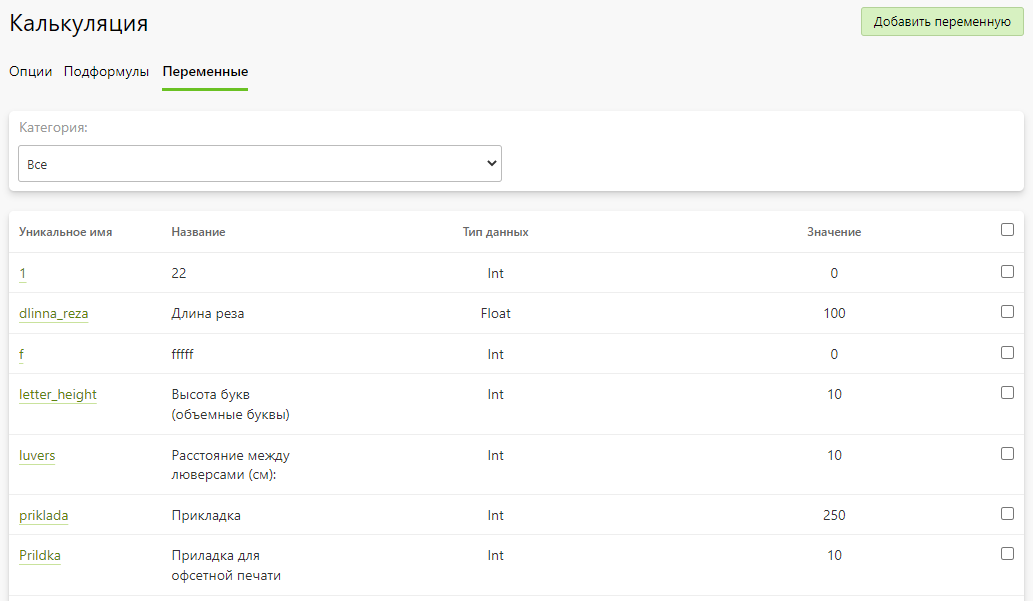 Калькуляция
Добавить переменную
Опции Подформулы Переменные
Категория:
Все
Уникальное имя Название Тип данных Значение
1 22 Int 0
dlinna_reza Длина реза Float 100
f fffff Int 0
letter_height Высота букв Int 10
(объемные буквы)
luvers Расстояние между Int 10
люверсами (см):
priklada Прикладка Int 250
Prildka Приладка для Int 10
офсетной печати